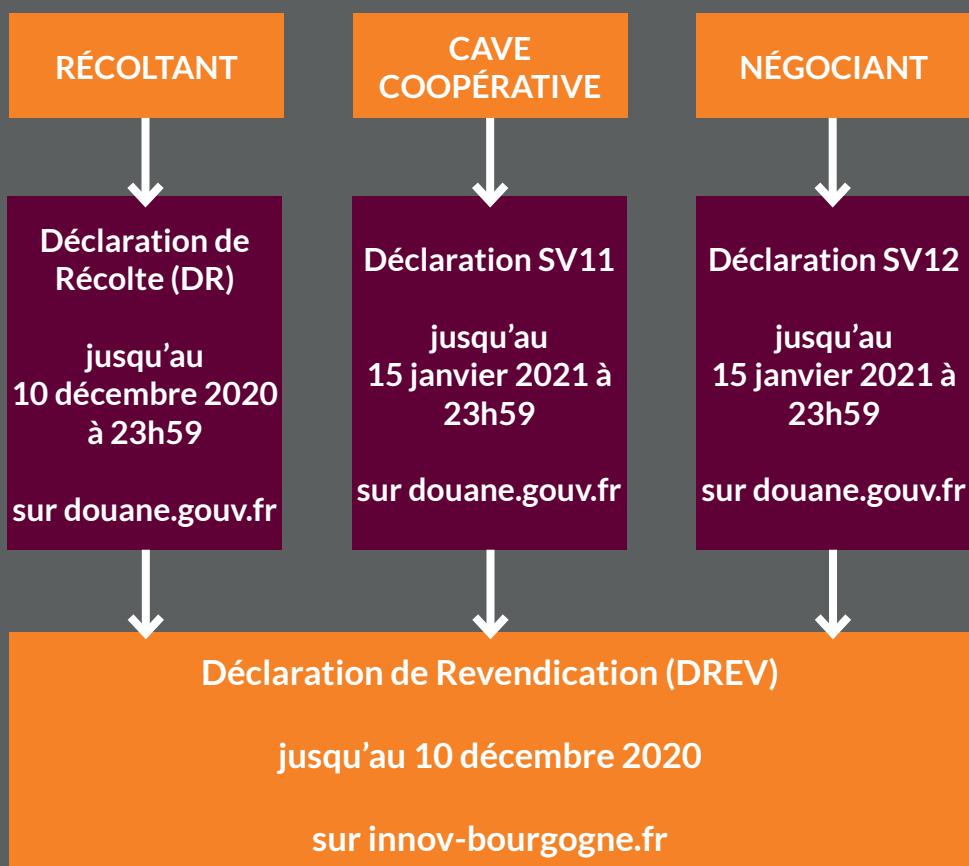 RÉCOLTANT
CAVE
COOPÉRATIVE
NÉGOCIANT
Déclaration de
Récolte (DR)
jusqu’au
10 décembre 2020
à 23h59
sur douane.gouv.fr
Déclaration SV11
jusqu’au
15 janvier 2021 à
23h59
sur douane.gouv.fr
Déclaration SV12
jusqu’au
15 janvier 2021 à
23h59
sur douane.gouv.fr
Déclaration de Revendication (DREV)
jusqu’au 10 décembre 2020
sur innov-bourgogne.fr